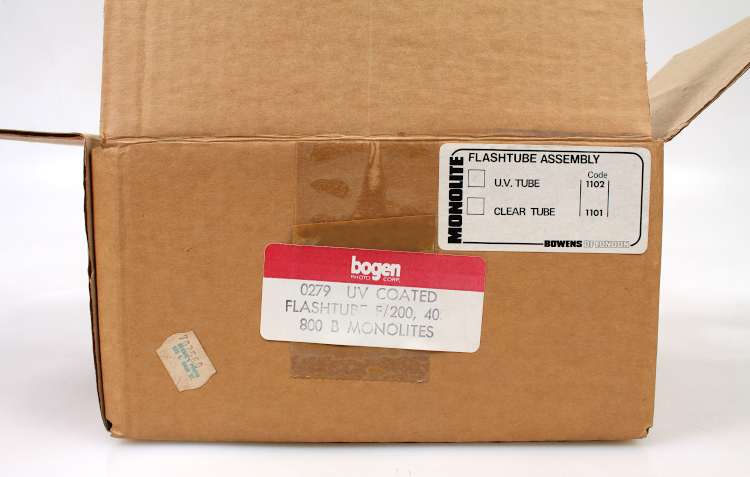 MONOLITE
FLASHTUBE ASSEMBLY
Code
U.V. TUBE 1102
CLEAR TUBE 1101
BOWENS OF LONDON
bogen
PHOTO CORP.
0279 UV COATED
FLASHTUBE F/200, 40
800 B MONOLITES